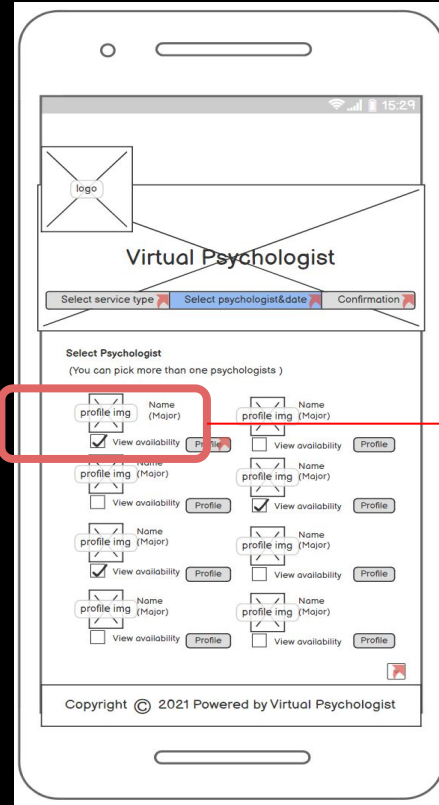 15:29
logo
Virtual Psychologist
Select service type Select psychologist&date Confirmation
Select Psychologist
(You can pick more than one psychologists )
profile img Name
(Major)
View availability Profile
profile img Name
(Major)
View availability Profile
profile img Name
(Major)
View availability Profile
profile img Name
(Major)
View availability Profile
profile img Name
(Major)
View availability Profile
profile img Name
(Major)
View availability Profile
profile img Name
(Major)
View availability Profile
profile img Name
(Major)
View availability Profile
Copyright © 2021 Powered by Virtual Psychologist